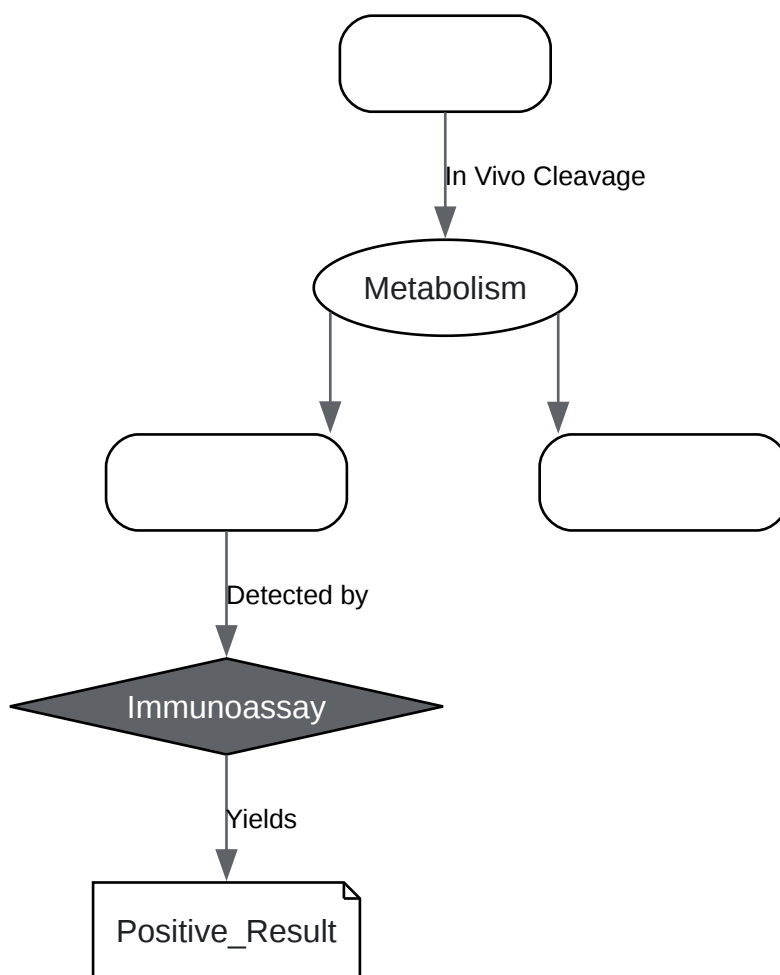 In Vivo Cleavage
Metabolism
Detected by
Immunoassay
Yields
Positive_Result